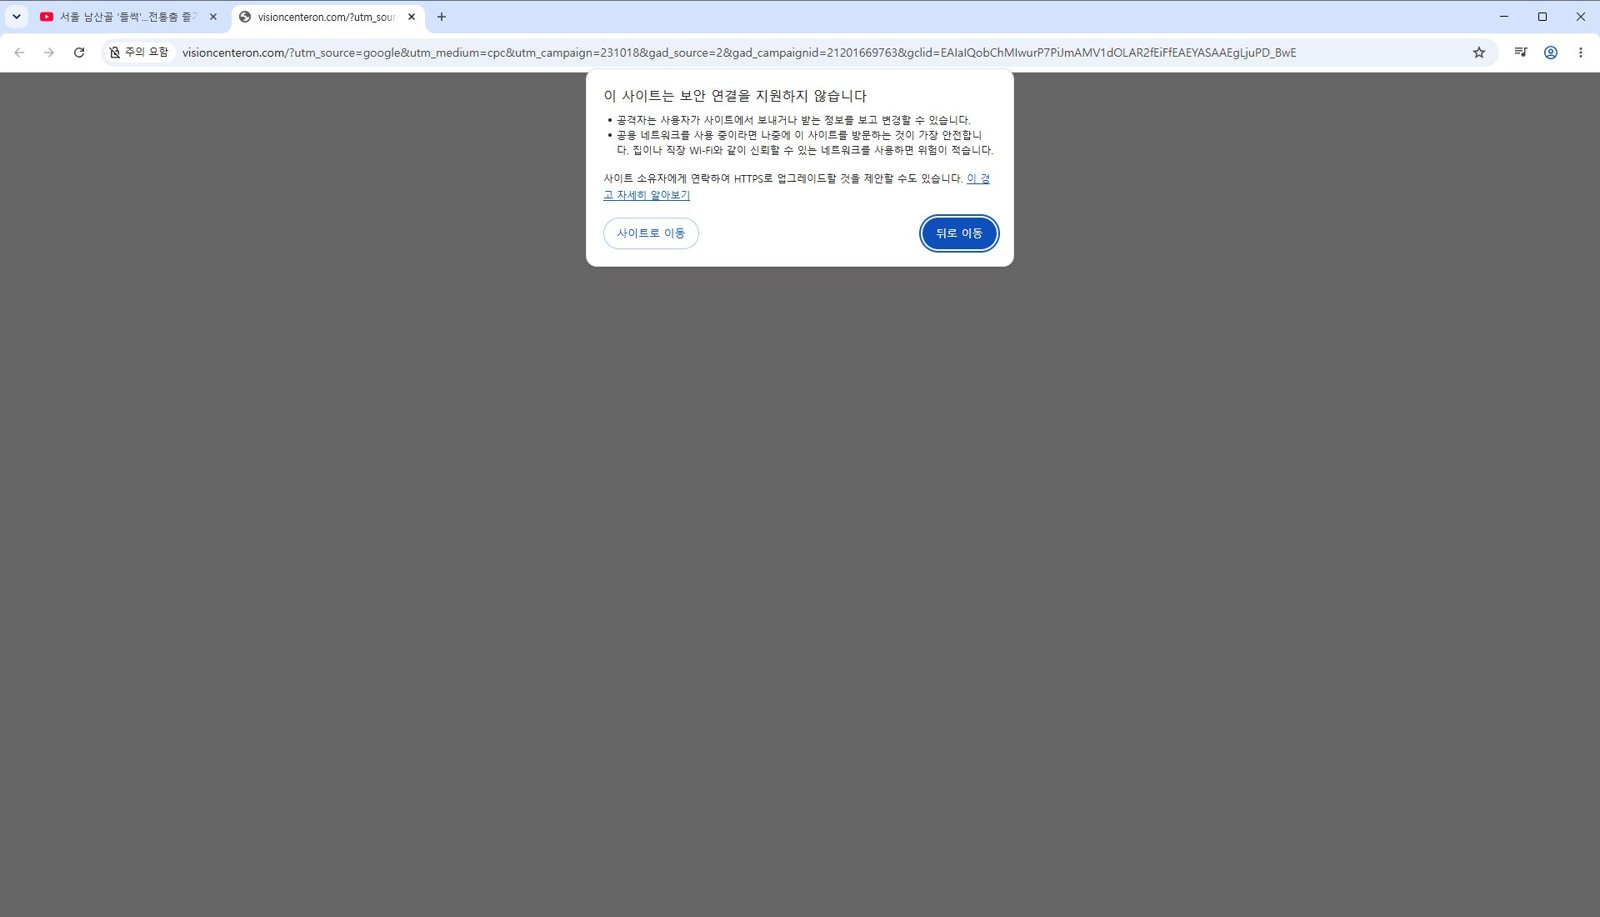 서울 남산골 '들썩'...전통춤 즐기
visioncenteron.com/?utm_sour
주의 요함
visioncenteron.com/?utm_source=google&utm_medium=cpc&utm_campaign=231018&gad_source=2&gad_campaignid=21201669763&gclid=EAIaIQobChMIwurP7PiJmAMV1dOLAR2fEiFfEAEYASAAEgLjuPD_BwE
이 사이트는 보안 연결을 지원하지 않습니다
• 공격자는 사용자가 사이트에서 보내거나 받는 정보를 보고 변경할 수 있습니다.
• 공용 네트워크를 사용 중이라면 나중에 이 사이트를 방문하는 것이 가장 안전합니
다. 집이나 직장 Wi-Fi와 같이 신뢰할 수 있는 네트워크를 사용하면 위험이 적습니다.
사이트 소유자에게 연락하여 HTTPS로 업그레이드할 것을 제안할 수도 있습니다. 이 경
고 자세히 알아보기
사이트로 이동
뒤로 이동